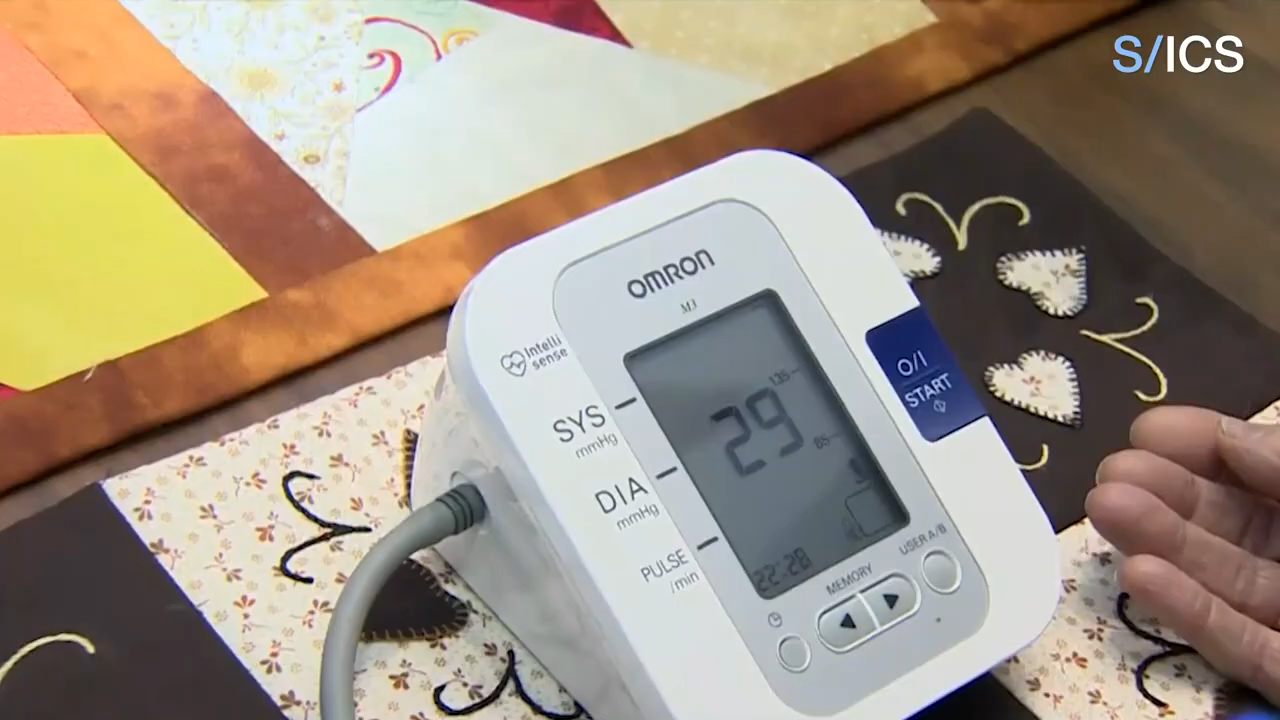 S/ICS
OMRON
M3
intelli
sense
SYS
mmHg
DIA
mmHg
PULSE
/min
135
29
85
22:28
O/I
START
MEMORY
USER A/B